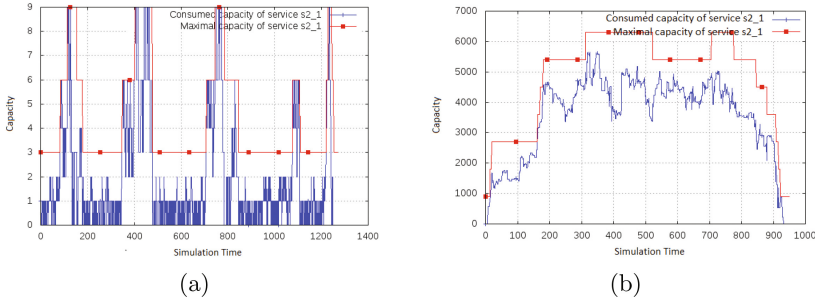 9
8
7
6
5
4
3
2
1
0
Capacity
Consumed capacity of service s2_1
Maximal capacity of service s2_1
0 200 400 600 800 1000 1200 1400
Simulation Time
(a)
7000
6000
5000
4000
3000
2000
1000
0
Capacity
Consumed capacity of service s2_1
Maximal capacity of service s2_1
0 100 200 300 400 500 600 700 800 900 1000
Simulation Time
(b)